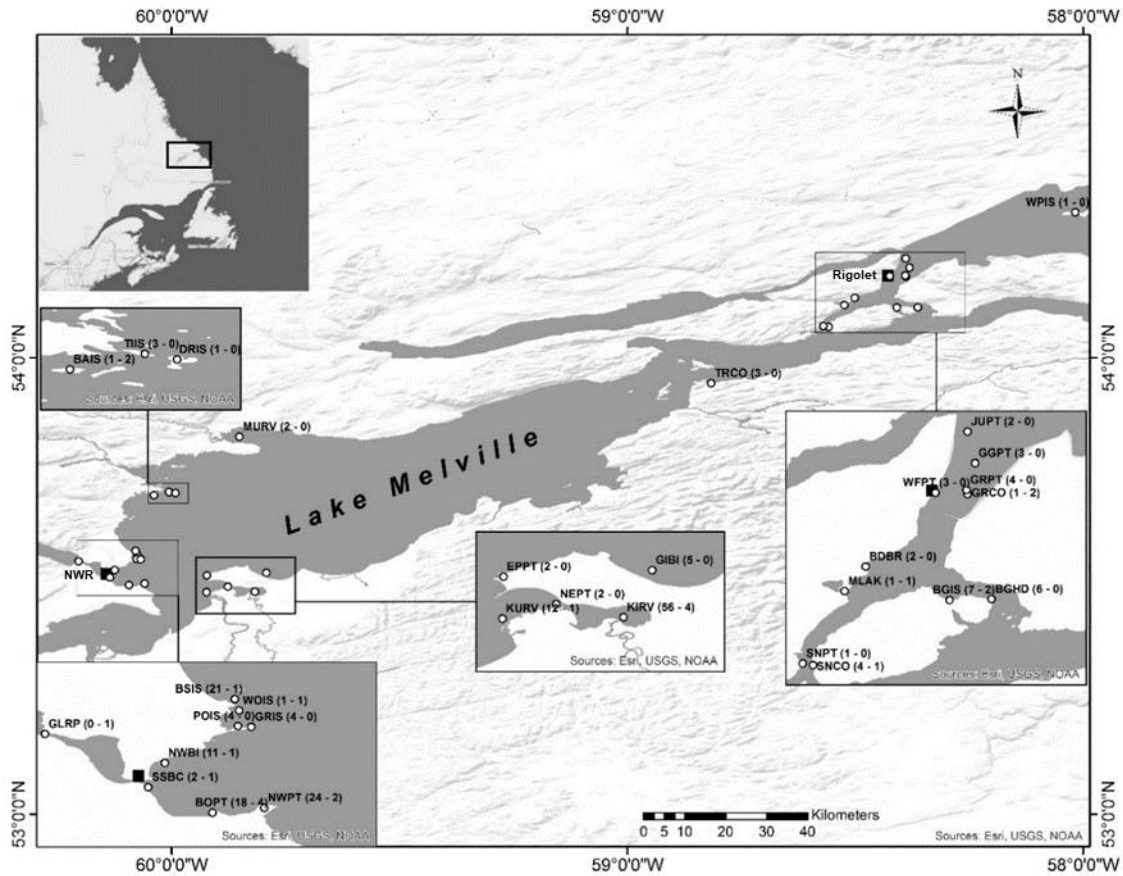 60°0'0"W
59°0'0"W
58°0'0"W
N
WPIS (1 - 0)
Rigolet
54°0'0"N
54°0'0"N
TIIS (3 - 0)
DRIS (1 - 0)
BAIS (1 - 2)
Sources: Esri, USGS, NOAA
TRCO (3 - 0)
MURV (2 - 0)
Lake Melville
JUPT (2 - 0)
GGPT (3 - 0)
WFPT (3 - 0)
GRPT (4 - 0)
GRCO (1 - 2)
BDBR (2 - 0)
MLAK (1 - 1)
BGIS (7 - 2)
BGHD (6 - 0)
SNPT (1 - 0)
SNCO (4 - 1)
Sources: Esri, USGS, NOAA
NWR
EPPT (2 - 0)
GIBI (5 - 0)
NEPT (2 - 0)
KURV (12 - 1)
KIRV (56 - 4)
Sources: Esri, USGS, NOAA
BSIS (21 - 1)
WOIS (1 - 1)
POIS (4 - 0)
GRIS (4 - 0)
GLRP (0 - 1)
NWBI (11 - 1)
SSBC (2 - 1)
BOPT (18 - 4)
NWPT (24 - 2)
Sources: Esri, USGS, NOAA
53°0'0"N
53°0'0"N
Kilometers
0 5 10 20 30 40
Sources: Esri, USGS, NOAA
60°0'0"W
59°0'0"W
58°0'0"W